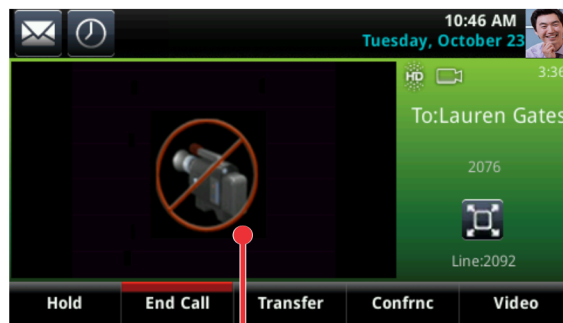 10:46 AM
Tuesday, October 23
HD
3:36
To:Lauren Gates
2076
Line:2092
Hold
End Call
Transfer
Confrnc
Video